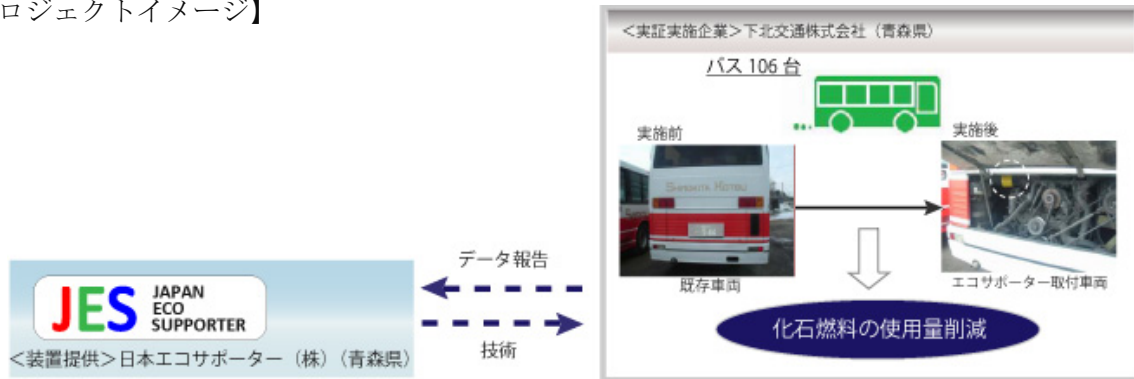 ロジェクトイメージ】
<実証実施企業>下北交通株式会社（青森県）
バス 106 台
実施前
実施後
SHIMOKITA KOTSU
既存車両
エコサポーター取付車両
化石燃料の使用量削減
データ報告
技術
JES JAPAN
ECO
SUPPORTER
<装置提供>日本エコサポーター（株）（青森県）